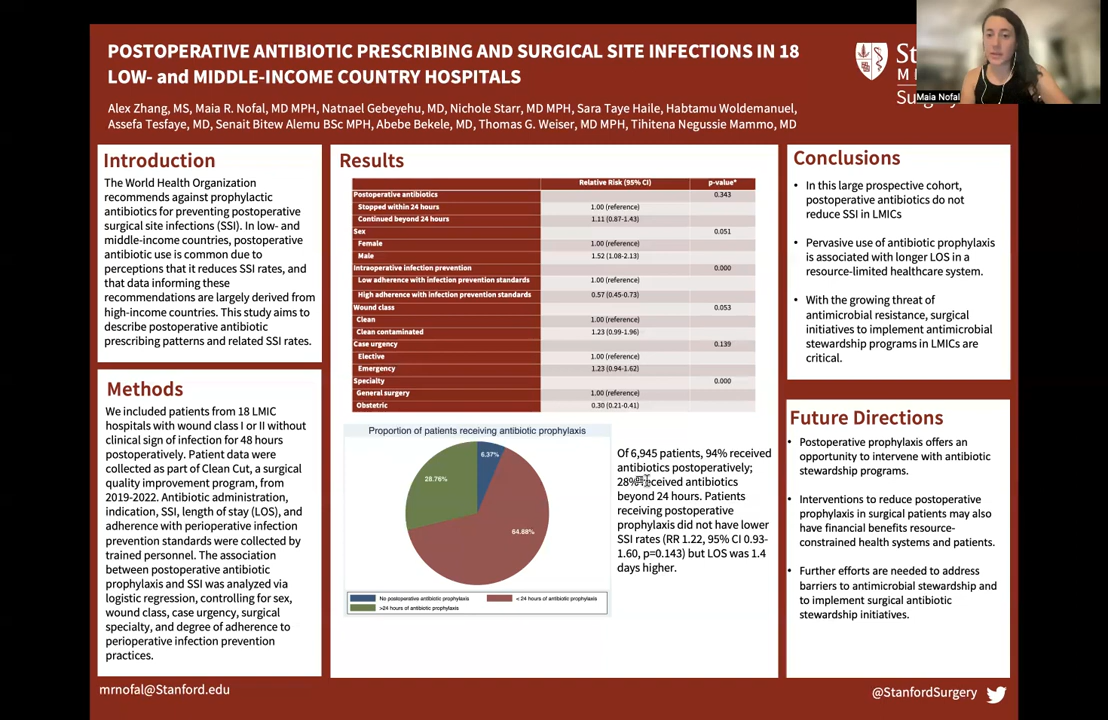 POSTOPERATIVE ANTIBIOTIC PRESCRIBING AND SURGICAL SITE INFECTIONS IN 18
LOW- and MIDDLE-INCOME COUNTRY HOSPITALS
Alex Zhang, MS, Maia R. Nofal, MD MPH, Natnael Gebeyehu, MD, Nichole Starr, MD MPH, Sara Taye Haile, Habtamu Woldemanuel,
Assefa Tesfaye, MD, Senait Bitew Alemu BSc MPH, Abebe Bekele, MD, Thomas G. Weiser, MD MPH, Tihitena Negussie Mammo, MD
Maia Nofal
Introduction
The World Health Organization
recommends against prophylactic
antibiotics for preventing postoperative
surgical site infections (SSI). In low- and
middle-income countries, postoperative
antibiotic use is common due to
perceptions that it reduces SSI rates, and
that data informing these
recommendations are largely derived from
high-income countries. This study aims to
describe postoperative antibiotic
prescribing patterns and related SSI rates.
Methods
We included patients from 18 LMIC
hospitals with wound class I or II without
clinical sign of infection for 48 hours
postoperatively. Patient data were
collected as part of Clean Cut, a surgical
quality improvement program, from
2019-2022. Antibiotic administration,
indication, SSI, length of stay (LOS), and
adherence with perioperative infection
prevention standards were collected by
trained personnel. The association
between postoperative antibiotic
prophylaxis and SSI was analyzed via
logistic regression, controlling for sex,
wound class, case urgency, surgical
specialty, and degree of adherence to
perioperative infection prevention
practices.
Results
Relative Risk (95% CI) p-value*
Postoperative antibiotics 0.343
Stopped within 24 hours 1.00 (reference)
Continued beyond 24 hours 1.11 (0.87-1.43)
Sex 0.051
Female 1.00 (reference)
Male 1.52 (1.08-2.13)
Intraoperative infection prevention 0.000
Low adherence with infection prevention standards 1.00 (reference)
High adherence with infection prevention standards 0.57 (0.45-0.73)
Wound class 0.053
Clean 1.00 (reference)
Clean contaminated 1.23 (0.99-1.96)
Case urgency 0.139
Elective 1.00 (reference)
Emergency 1.23 (0.94-1.62)
Specialty 0.000
General surgery 1.00 (reference)
Obstetric 0.30 (0.21-0.41)
Proportion of patients receiving antibiotic prophylaxis
6.37%
28.76%
64.88%
No postoperative antibiotic prophylaxis < 24 hours of antibiotic prophylaxis
>24 hours of antibiotic prophylaxis
Of 6,945 patients, 94% received
antibiotics postoperatively;
28% received antibiotics
beyond 24 hours. Patients
receiving postoperative
prophylaxis did not have lower
SSI rates (RR 1.22, 95% CI 0.93-
1.60, p=0.143) but LOS was 1.4
days higher.
Conclusions
• In this large prospective cohort,
postoperative antibiotics do not
reduce SSI in LMICs
• Pervasive use of antibiotic prophylaxis
is associated with longer LOS in a
resource-limited healthcare system.
• With the growing threat of
antimicrobial resistance, surgical
initiatives to implement antimicrobial
stewardship programs in LMICs are
critical.
Future Directions
• Postoperative prophylaxis offers an
opportunity to intervene with antibiotic
stewardship programs.
• Interventions to reduce postoperative
prophylaxis in surgical patients may also
have financial benefits resource-
constrained health systems and patients.
• Further efforts are needed to address
barriers to antimicrobial stewardship and
to implement surgical antibiotic
stewardship initiatives.
mrnofal@Stanford.edu
@StanfordSurgery